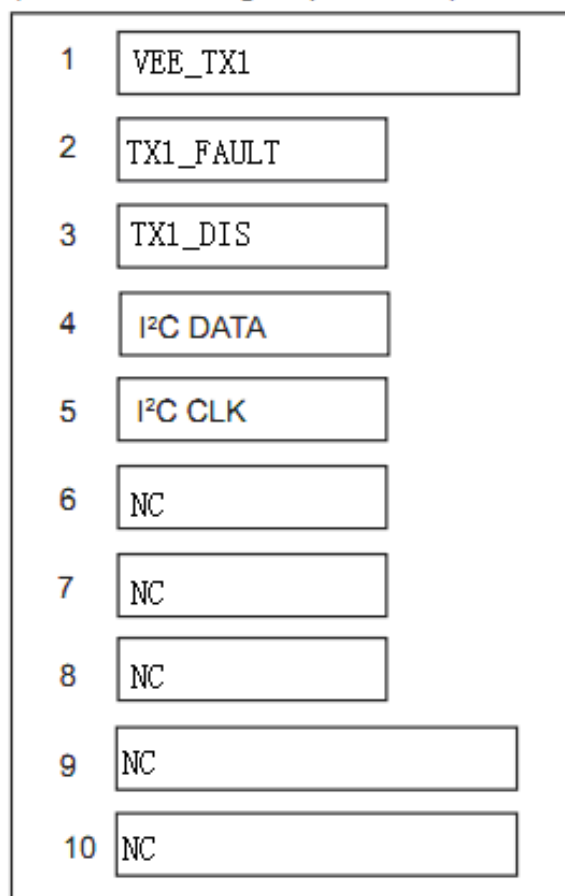 1 VEE_TX1
2 TX1_FAULT
3 TX1_DIS
4 I²C DATA
5 I²C CLK
6 NC
7 NC
8 NC
9 NC
10 NC